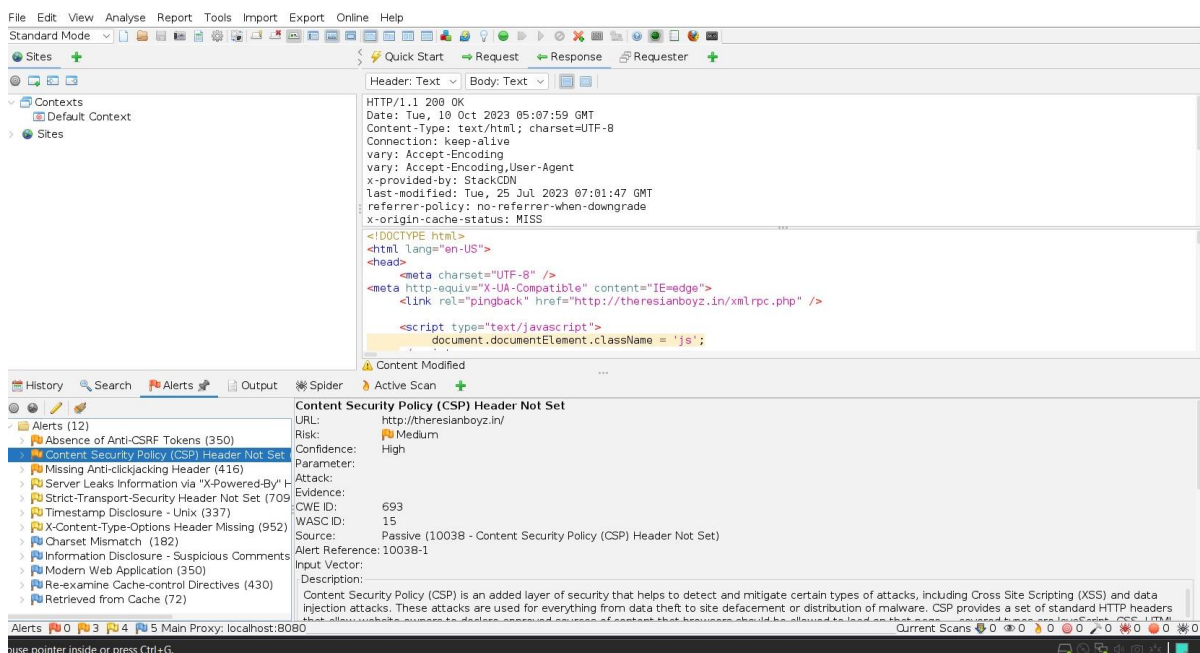 File Edit View Analyse Report Tools Import Export Online Help
Standard Mode
Sites
Quick Start Request Response Requester
Header: Text Body: Text
Contexts
Default Context
Sites
HTTP/1.1 200 OK
Date: Tue, 10 Oct 2023 05:07:59 GMT
Content-Type: text/html; charset=UTF-8
Connection: keep-alive
vary: Accept-Encoding
vary: Accept-Encoding,User-Agent
x-provided-by: StackCDN
last-modified: Tue, 25 Jul 2023 07:01:47 GMT
referrer-policy: no-referrer-when-downgrade
x-origin-cache-status: MISS
<!DOCTYPE html>
<html lang="en-US">
<head>
<meta charset="UTF-8" />
<meta http-equiv="X-UA-Compatible" content="IE=edge">
<link rel="pingback" href="http://theresianboyz.in/xmlrpc.php" />
<script type="text/javascript">
document.documentElement.className = 'js';
Content Modified
History Search Alerts Output Spider Active Scan
Alerts (12)
Absence of Anti-CSRF Tokens (350)
Content Security Policy (CSP) Header Not Set
Missing Anti-clickjacking Header (416)
Server Leaks Information via "X-Powered-By" H
Strict-Transport-Security Header Not Set (709
Timestamp Disclosure - Unix (337)
X-Content-Type-Options Header Missing (952)
Charset Mismatch (182)
Information Disclosure - Suspicious Comments
Modern Web Application (350)
Re-examine Cache-control Directives (430)
Retrieved from Cache (72)
Content Security Policy (CSP) Header Not Set
URL: http://theresianboyz.in/
Risk: Medium
Confidence: High
Parameter:
Attack:
Evidence:
CWE ID: 693
WASC ID: 15
Source: Passive (10038 - Content Security Policy (CSP) Header Not Set)
Alert Reference: 10038-1
Input Vector:
Description:
Content Security Policy (CSP) is an added layer of security that helps to detect and mitigate certain types of attacks, including Cross Site Scripting (XSS) and data
injection attacks. These attacks are used for everything from data theft to site defacement or distribution of malware. CSP provides a set of standard HTTP headers
Alerts 0 3 4 5 Main Proxy: localhost:8080
Current Scans 0 0 0 0 0 0 0 0
ouse pointer inside or press Ctrl+G.